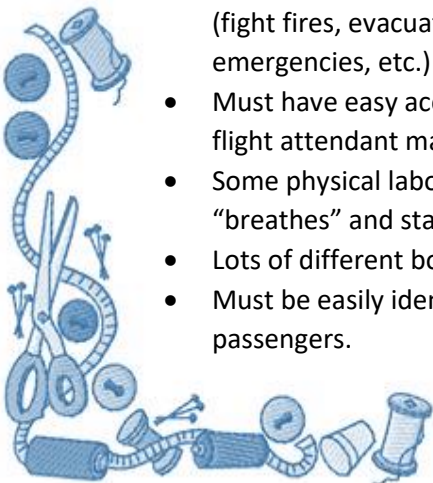 (fight fires, evacuat
emergencies, etc.)
• Must have easy acc
flight attendant ma
• Some physical labo
"breathes" and sta
• Lots of different bo
• Must be easily iden
passengers.